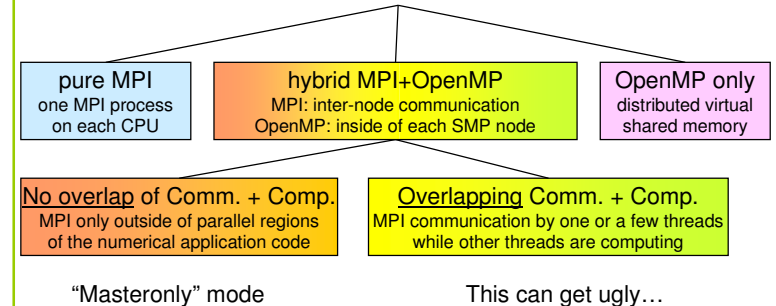 pure MPI
one MPI process
on each CPU
hybrid MPI+OpenMP
MPI: inter-node communication
OpenMP: inside of each SMP node
OpenMP only
distributed virtual
shared memory
No overlap of Comm. + Comp.
MPI only outside of parallel regions
of the numerical application code
Overlapping Comm. + Comp.
MPI communication by one or a few threads
while other threads are computing
“Masteronly” mode
This can get ugly…